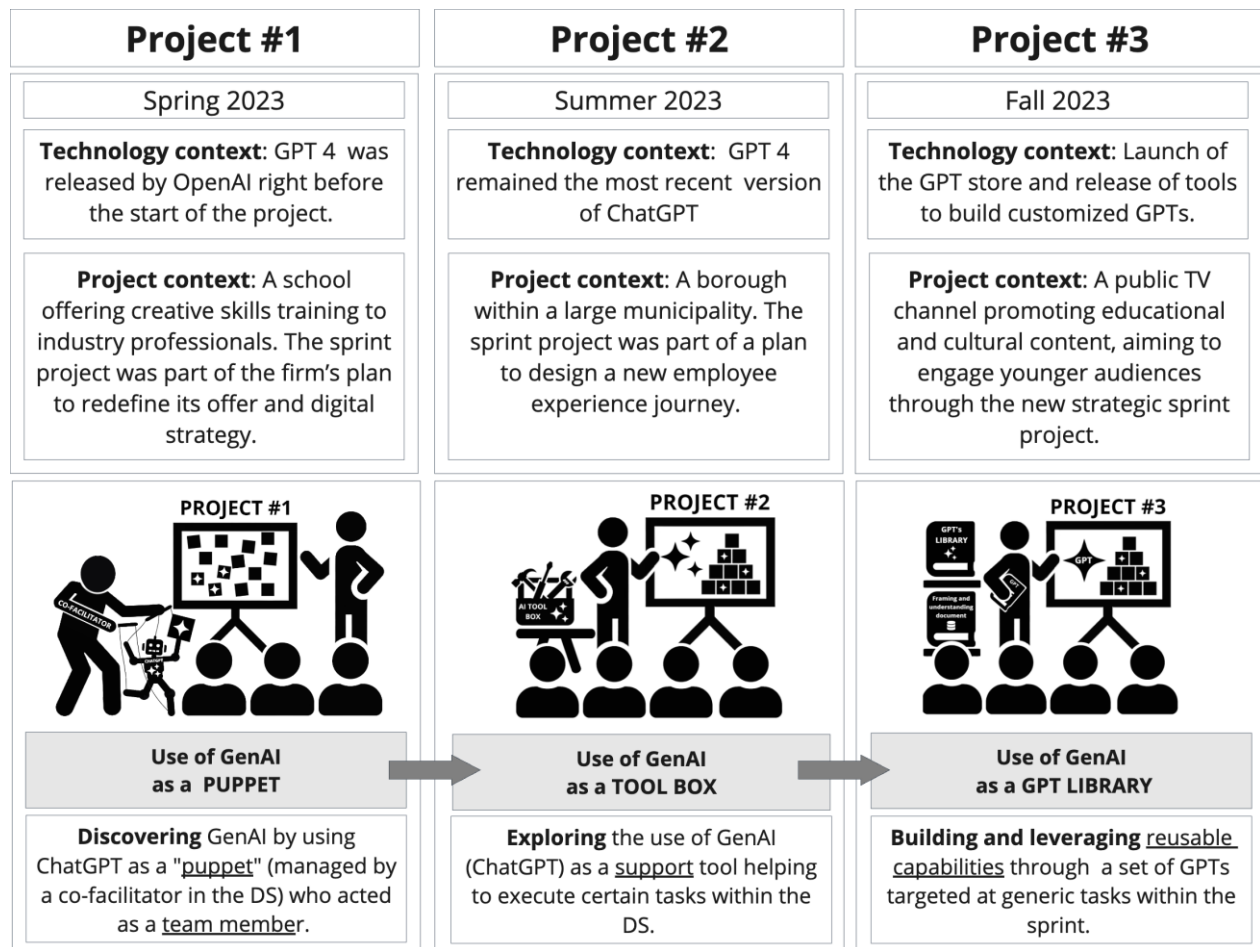 Project #1
Spring 2023
Technology context: GPT 4 was
released by OpenAI right before
the start of the project.
Project context: A school
offering creative skills training to
industry professionals. The sprint
project was part of the firm's plan
to redefine its offer and digital
strategy.
PROJECT #1
CO-FACILITATOR
CHATGPT
Use of GenAI
as a PUPPET
Discovering GenAI by using
ChatGPT as a "puppet" (managed by
a co-facilitator in the DS) who acted
as a team member.
Project #2
Summer 2023
Technology context: GPT 4
remained the most recent version
of ChatGPT
Project context: A borough
within a large municipality. The
sprint project was part of a plan
to design a new employee
experience journey.
PROJECT #2
AI TOOL
BOX
Use of GenAI
as a TOOL BOX
Exploring the use of GenAI
(ChatGPT) as a support tool helping
to execute certain tasks within the
DS.
Project #3
Fall 2023
Technology context: Launch of
the GPT store and release of tools
to build customized GPTs.
Project context: A public TV
channel promoting educational
and cultural content, aiming to
engage younger audiences
through the new strategic sprint
project.
PROJECT #3
GPT's
LIBRARY
Framing and
understanding
document
GPT
GPT
Use of GenAI
as a GPT LIBRARY
Building and leveraging reusable
capabilities through a set of GPTs
targeted at generic tasks within the
sprint.